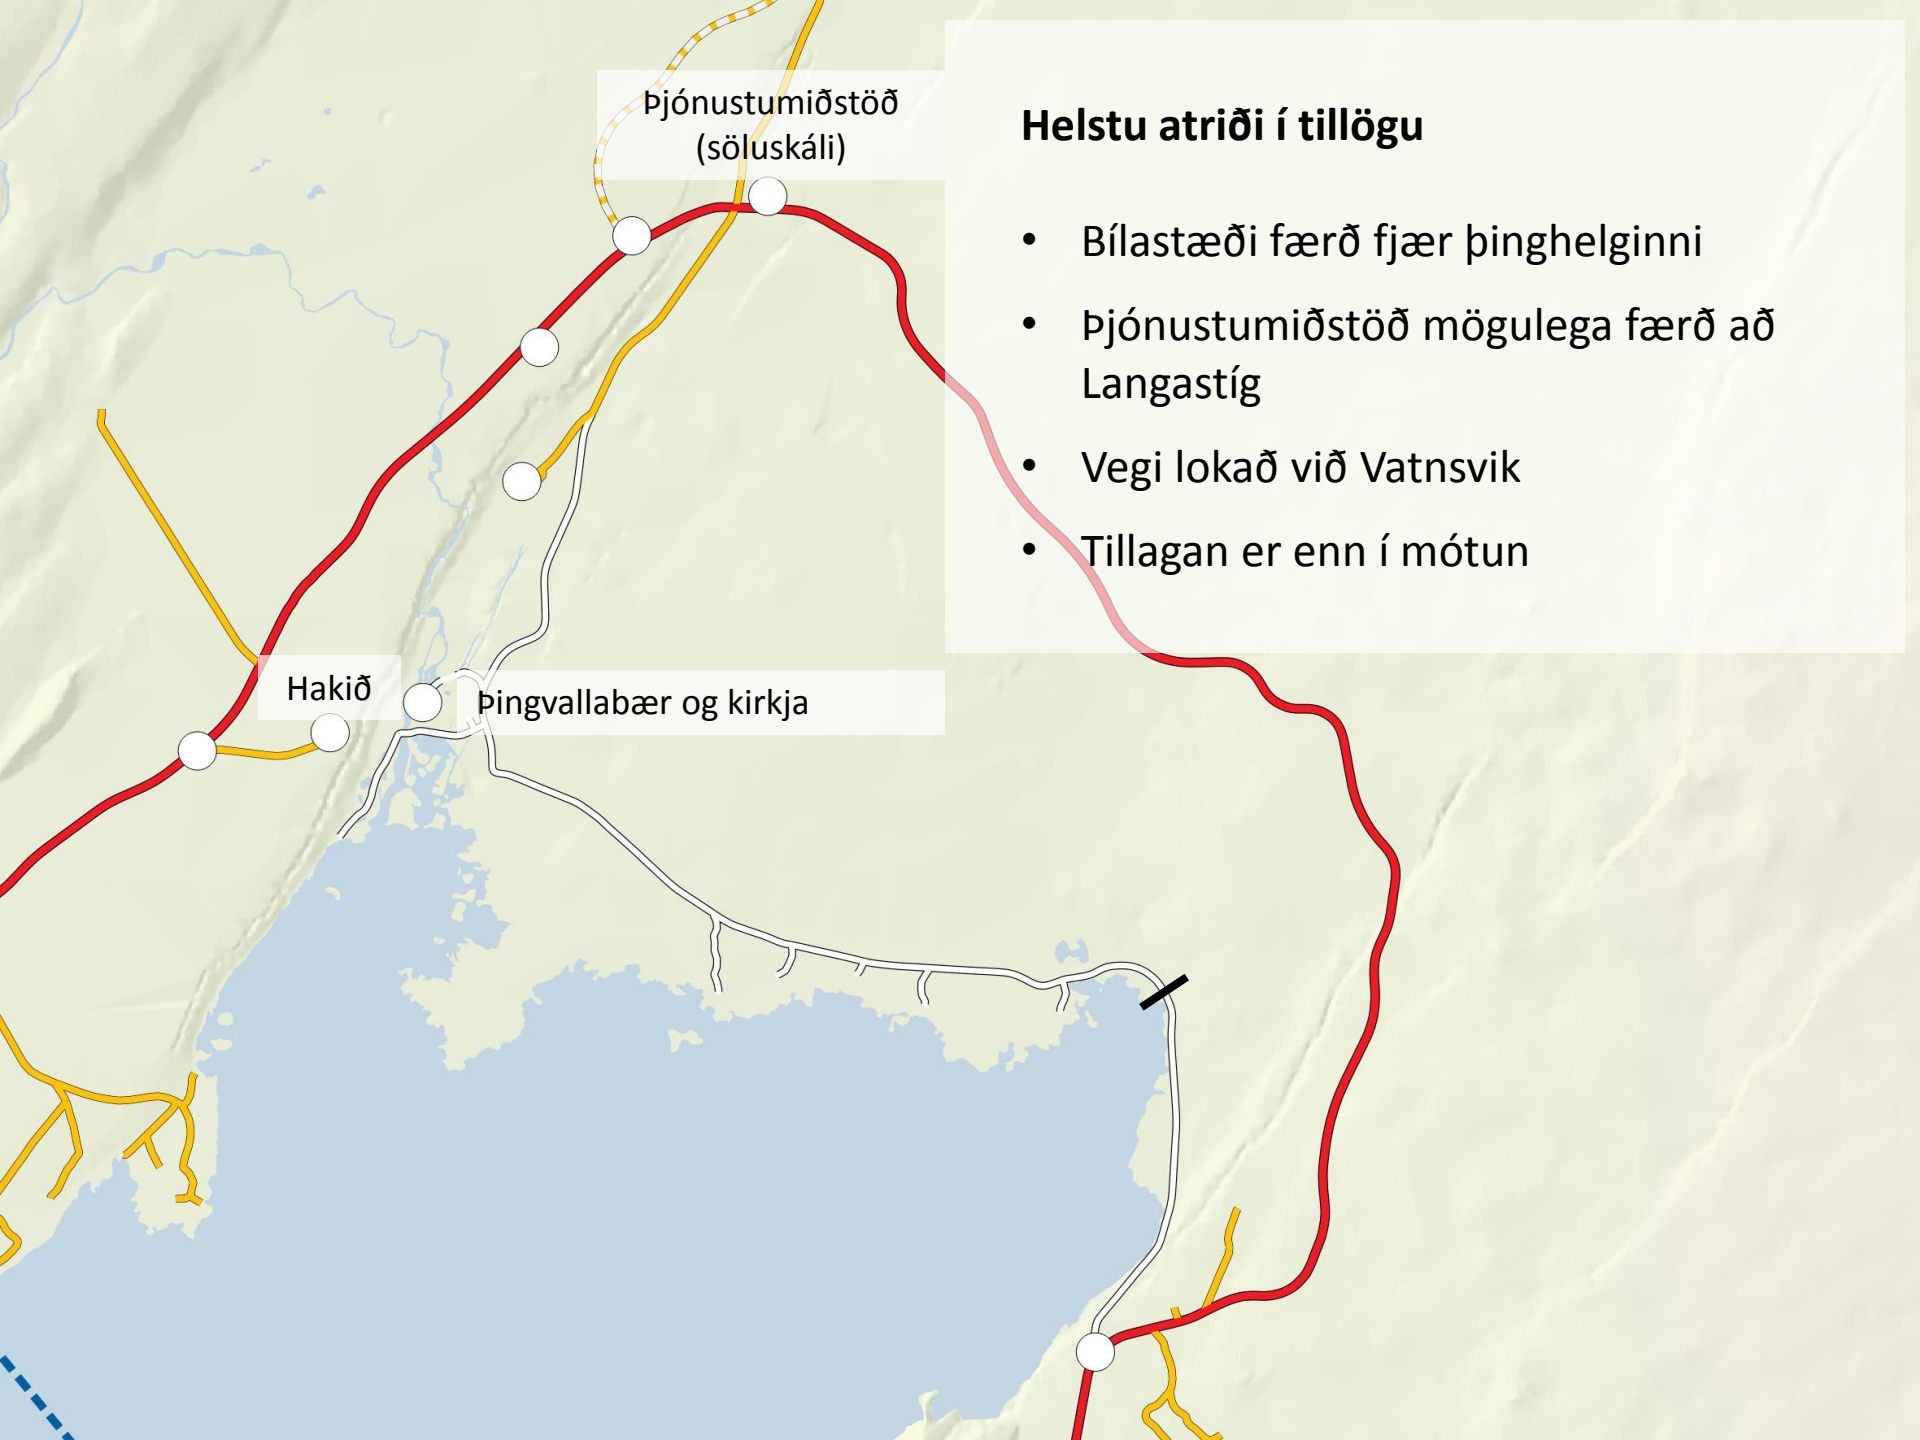 Þjónustumiðstöð
(söluskáli)
Helstu atriði í tillögu
• Bílastæði færð fjær þinghelginni
• Þjónustumiðstöð mögulega færð að
Langastíg
• Vegi lokað við Vatnsvik
• Tillagan er enn í mótun
Hakið
Þingvallabær og kirkja